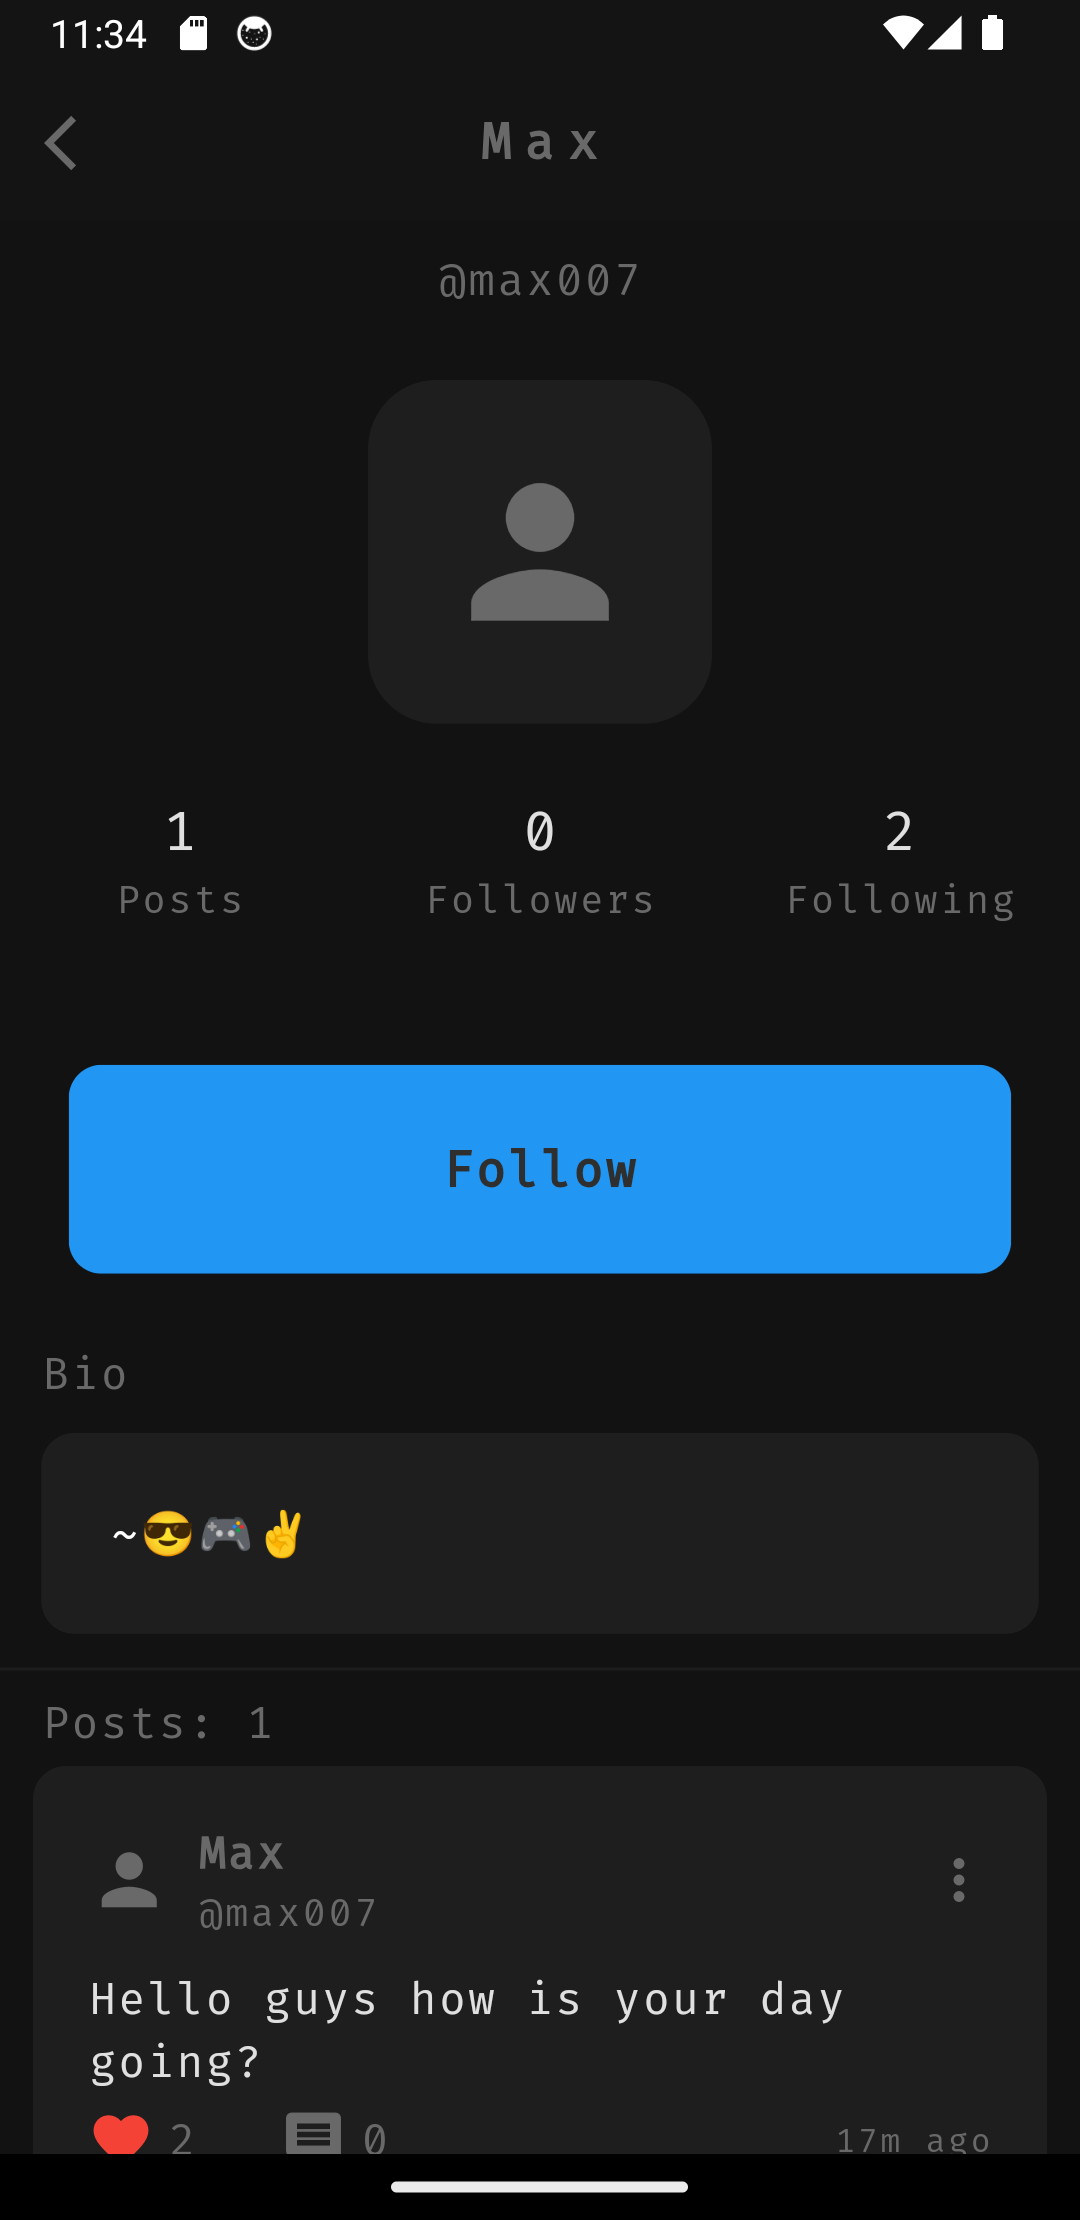 11:34
Max
@max007
1
Posts
0
Followers
2
Following
Follow
Bio
~😎🎮✌
Posts: 1
Max
@max007
Hello guys how is your day
going?
2
0
17m ago